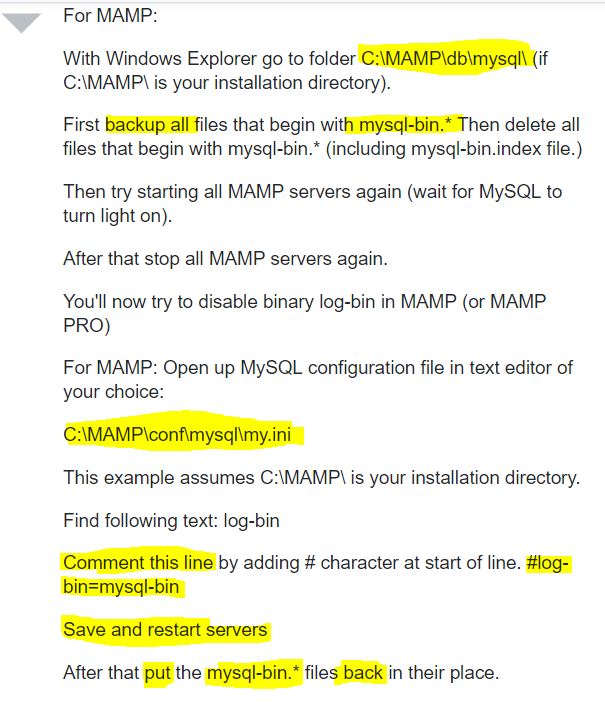 For MAMP:
With Windows Explorer go to folder C:\MAMP\db\mysql\ (if
C:\MAMP\ is your installation directory).
First backup all files that begin with mysql-bin.* Then delete all
files that begin with mysql-bin.* (including mysql-bin.index file.)
Then try starting all MAMP servers again (wait for MySQL to
turn light on).
After that stop all MAMP servers again.
You'll now try to disable binary log-bin in MAMP (or MAMP
PRO)
For MAMP: Open up MySQL configuration file in text editor of
your choice:
C:\MAMP\conf\mysql\my.ini
This example assumes C:\MAMP\ is your installation directory.
Find following text: log-bin
Comment this line by adding # character at start of line. #log-
bin=mysql-bin
Save and restart servers
After that put the mysql-bin.* files back in their place.